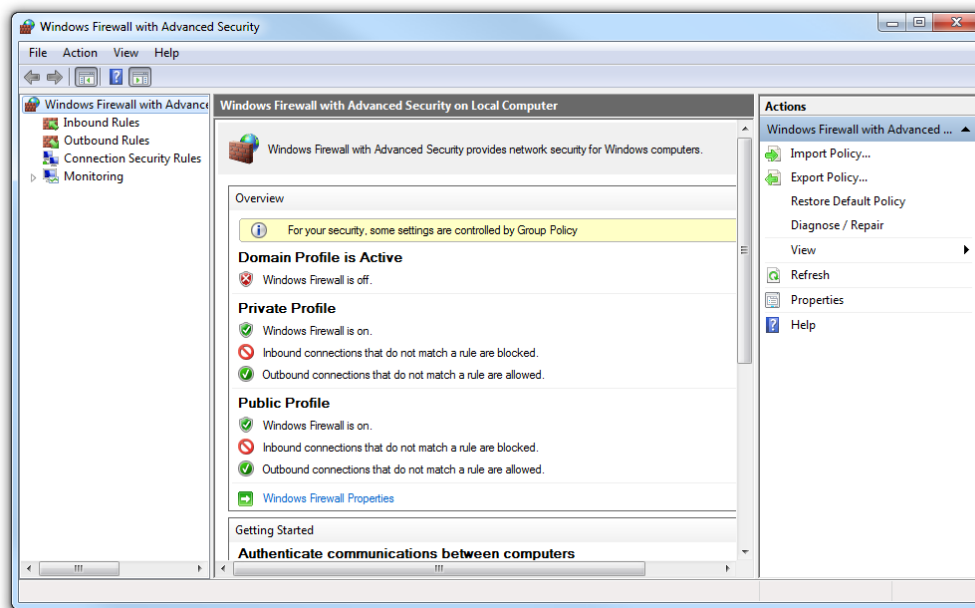 Windows Firewall with Advanced Security
File Action View Help
Windows Firewall with Advance
Inbound Rules
Outbound Rules
Connection Security Rules
Monitoring
Windows Firewall with Advanced Security on Local Computer
Windows Firewall with Advanced Security provides network security for Windows computers.
Overview
For your security, some settings are controlled by Group Policy
Domain Profile is Active
Windows Firewall is off.
Private Profile
Windows Firewall is on.
Inbound connections that do not match a rule are blocked.
Outbound connections that do not match a rule are allowed.
Public Profile
Windows Firewall is on.
Inbound connections that do not match a rule are blocked.
Outbound connections that do not match a rule are allowed.
Windows Firewall Properties
Getting Started
Authenticate communications between computers
Actions
Windows Firewall with Advanced ...
Import Policy...
Export Policy...
Restore Default Policy
Diagnose / Repair
View
Refresh
Properties
Help